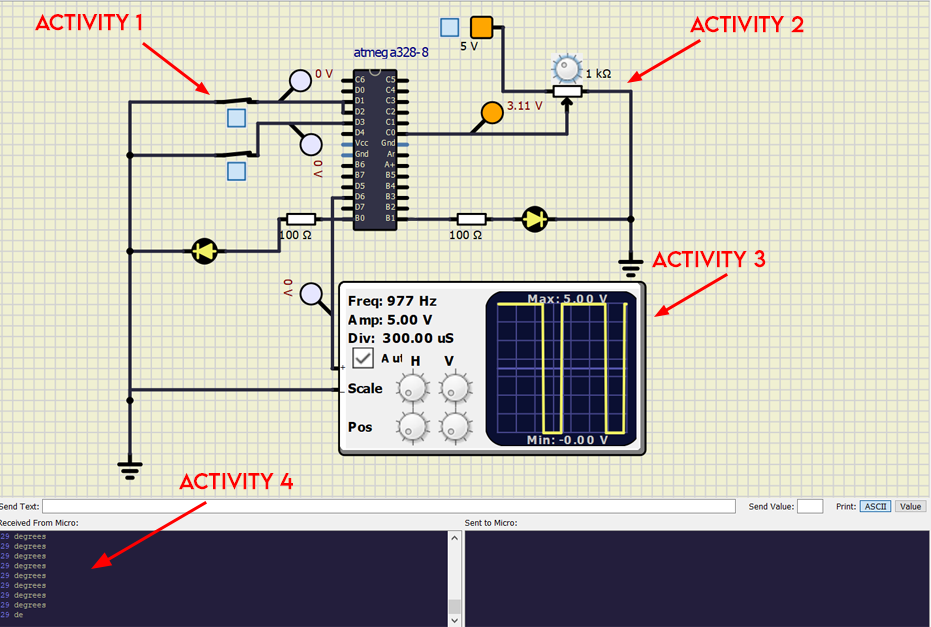 ACTIVITY 1
ACTIVITY 2
5 V
atmega328-8
0 V
1 kΩ
3.11 V
C6 C5
D0 C4
D1 C3
D2 C2
D3 C1
D4 C0
Vcc Gnd
Gnd Ar
B6 A+
B7 B5
D5 B4
D6 B3
D7 B2
B0 B1
0 V
100 Ω
100 Ω
0 V
ACTIVITY 3
Freq: 977 Hz
Amp: 5.00 V
Div: 300.00 uS
Aut H V
Scale
Pos
+
-
Max: 5.00 V
Min: -0.00 V
ACTIVITY 4
Send Text:
Send Value:
Print: ASCII Value
Received From Micro:
Sent to Micro:
29 degrees
29 degrees
29 degrees
29 degrees
29 degrees
29 degrees
29 degrees
29 degrees
29 de